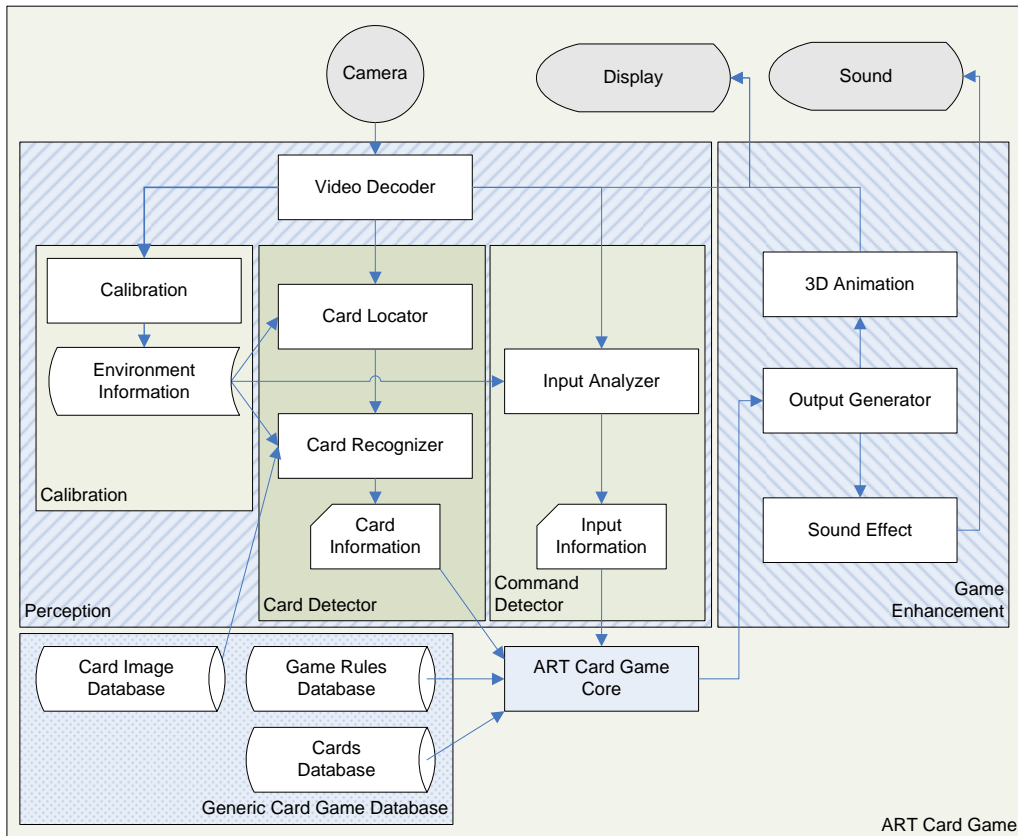 Camera
Display
Sound
Video Decoder
Calibration
Environment
Information
Calibration
Card Locator
Card Recognizer
Card
Information
Card Detector
Input Analyzer
Input
Information
Command
Detector
Perception
3D Animation
Output Generator
Sound Effect
Game
Enhancement
Card Image
Database
Game Rules
Database
Cards
Database
Generic Card Game Database
ART Card Game
Core
ART Card Game